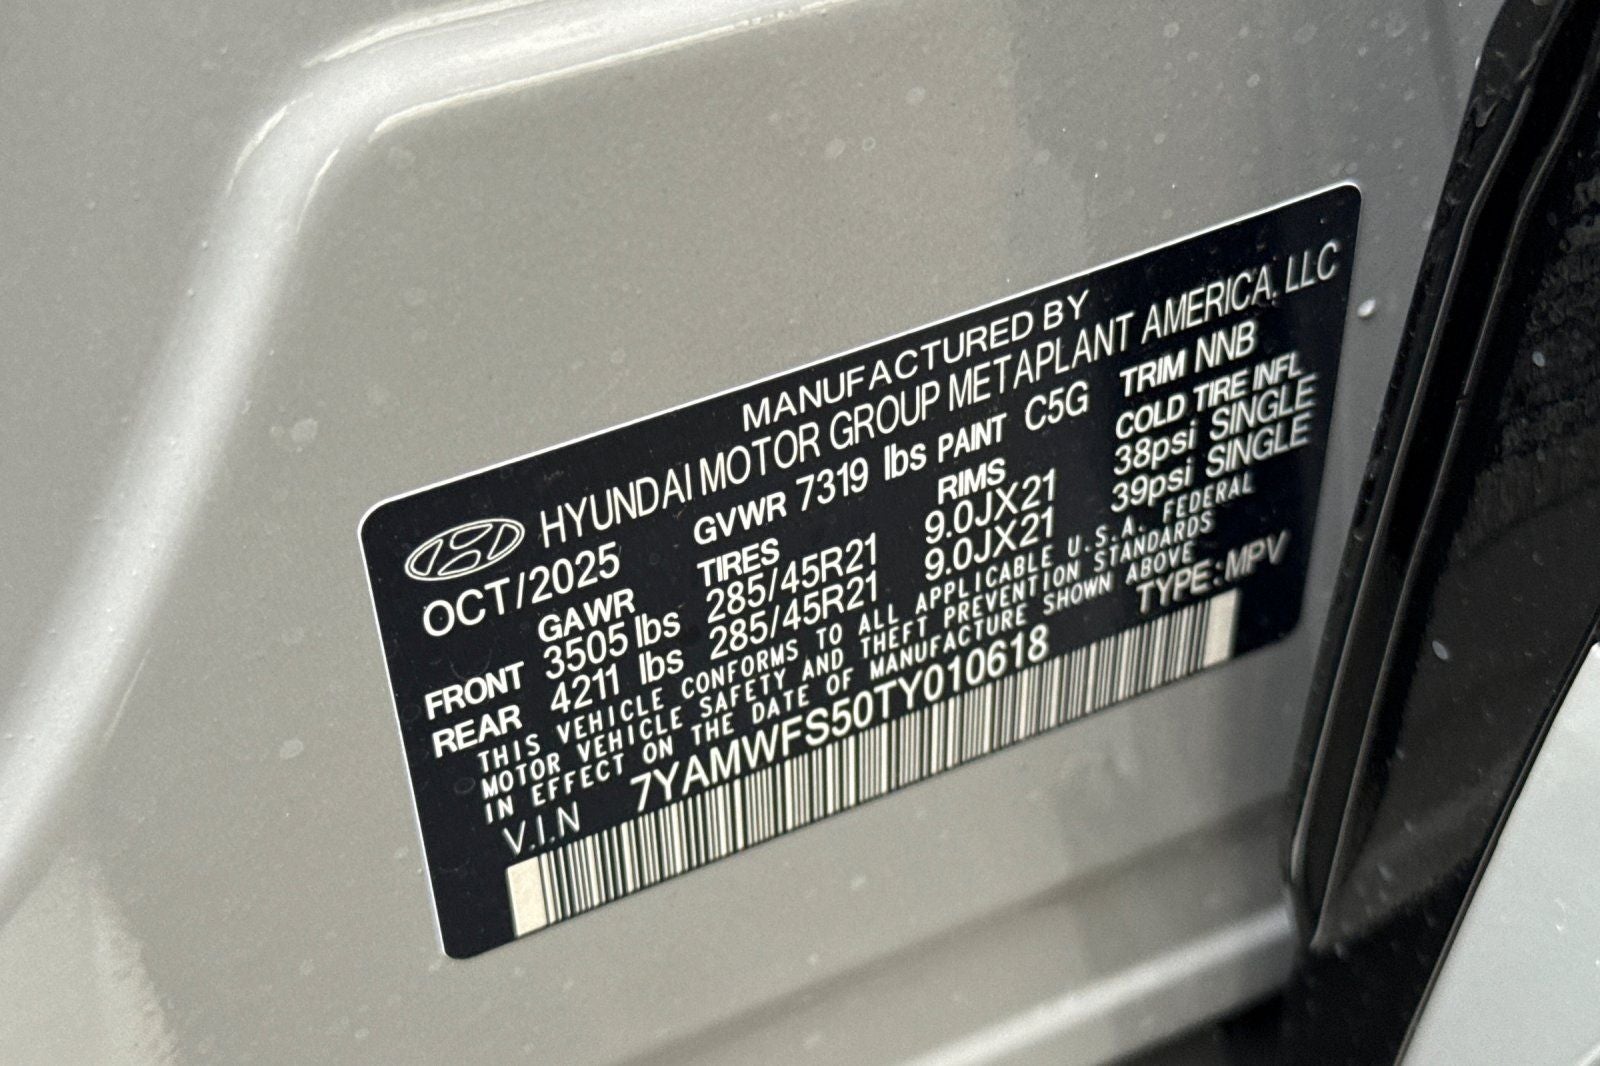 MANUFACTURED BY
HYUNDAI MOTOR GROUP METAPLANT AMERICA, LLC
OCT/2025 GVWR 7319 lbs PAINT C5G TRIM NNB
GAWR TIRES RIMS COLD TIRE INFL
FRONT 3505 lbs 285/45R21 9.0JX21 38psi SINGLE
REAR 4211 lbs 285/45R21 9.0JX21 39psi SINGLE
THIS VEHICLE CONFORMS TO ALL APPLICABLE U.S.A. FEDERAL
MOTOR VEHICLE SAFETY AND THEFT PREVENTION STANDARDS
IN EFFECT ON THE DATE OF MANUFACTURE SHOWN ABOVE
V.I.N 7YAMWFS50TY010618 TYPE:MPV